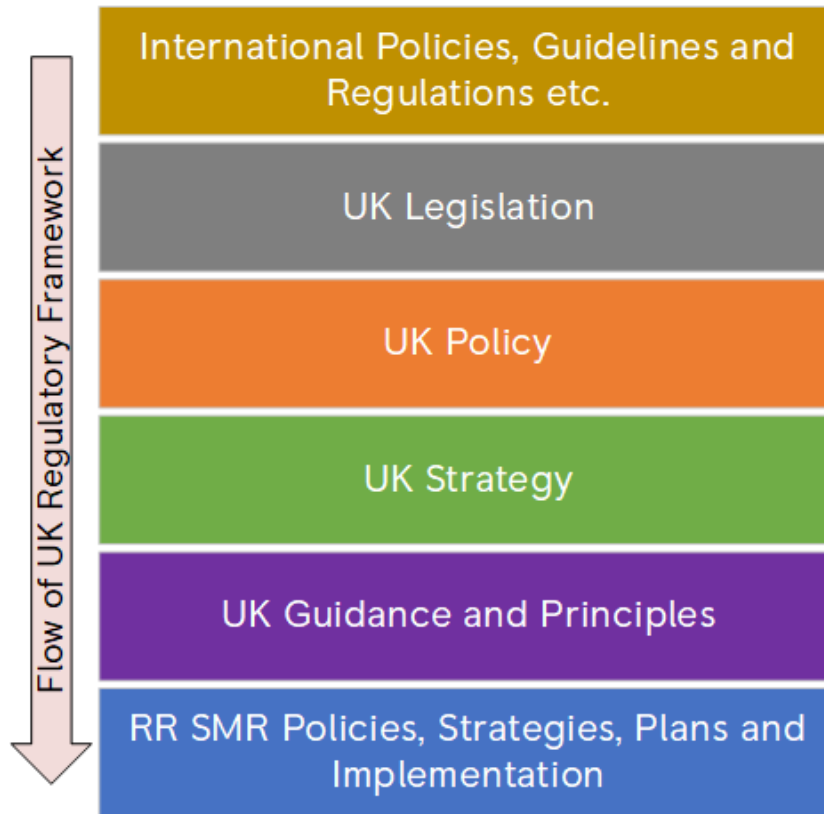 Flow of UK Regulatory Framework
International Policies, Guidelines and
Regulations etc.
UK Legislation
UK Policy
UK Strategy
UK Guidance and Principles
RR SMR Policies, Strategies, Plans and
Implementation